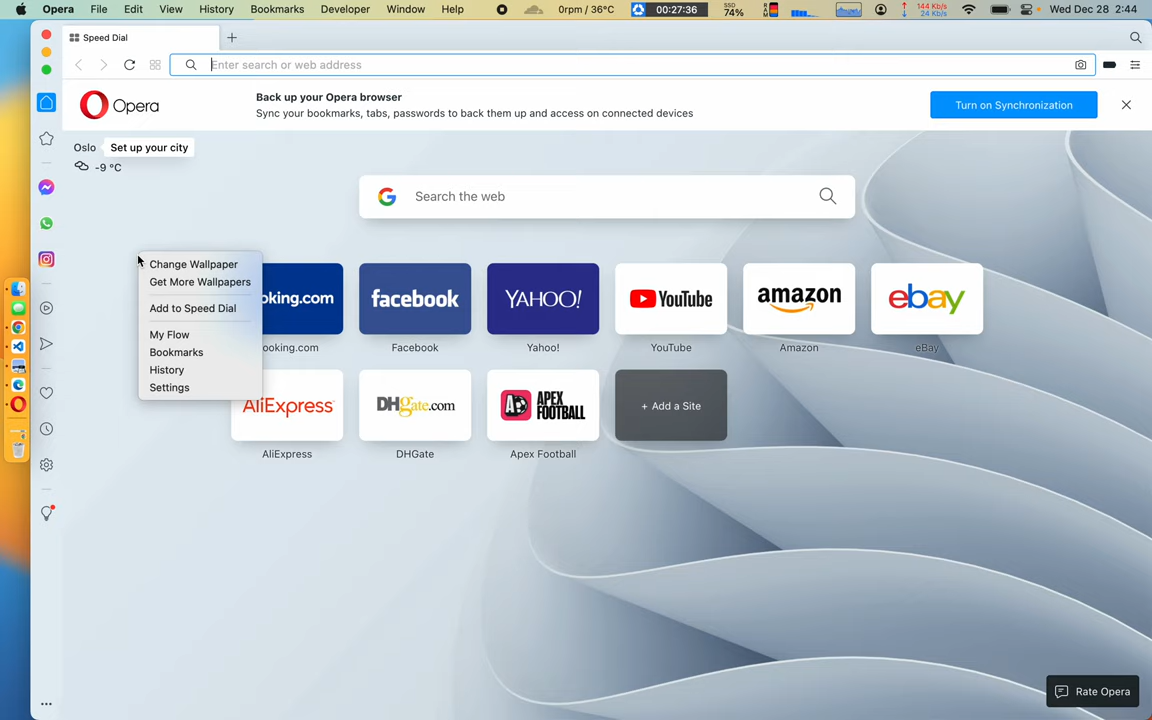 Opera File Edit View History Bookmarks Developer Window Help 0rpm / 36°C 00:27:36 SSD 74% RAM 144 Kb/s 24 Kb/s Wed Dec 28 2:44
Speed Dial
Enter search or web address
Opera
Back up your Opera browser
Sync your bookmarks, tabs, passwords to back them up and access on connected devices
Turn on Synchronization
Oslo Set up your city
-9 °C
Search the web
Change Wallpaper
Get More Wallpapers
Add to Speed Dial
My Flow
Bookmarks
History
Settings
oking.com facebook YAHOO! YouTube amazon ebay
ooking.com Facebook Yahoo! YouTube Amazon eBay
AliExpress DHgate.com APEX FOOTBALL + Add a Site
AliExpress DHGate Apex Football
Rate Opera